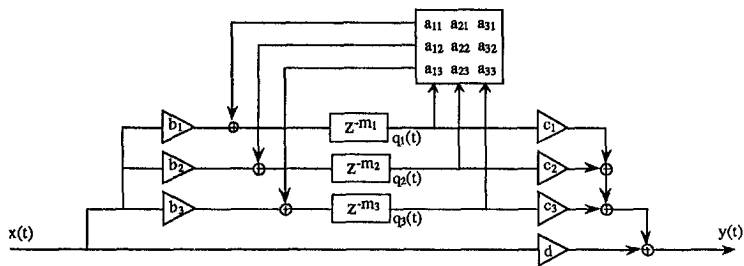 a₁₁ a₂₁ a₃₁
a₁₂ a₂₂ a₃₂
a₁₃ a₂₃ a₃₃
b₁ z⁻ᵐ¹ c₁
q₁(t)
b₂ z⁻ᵐ² c₂
q₂(t)
b₃ z⁻ᵐ³ c₃
q₃(t)
x(t) y(t)
d